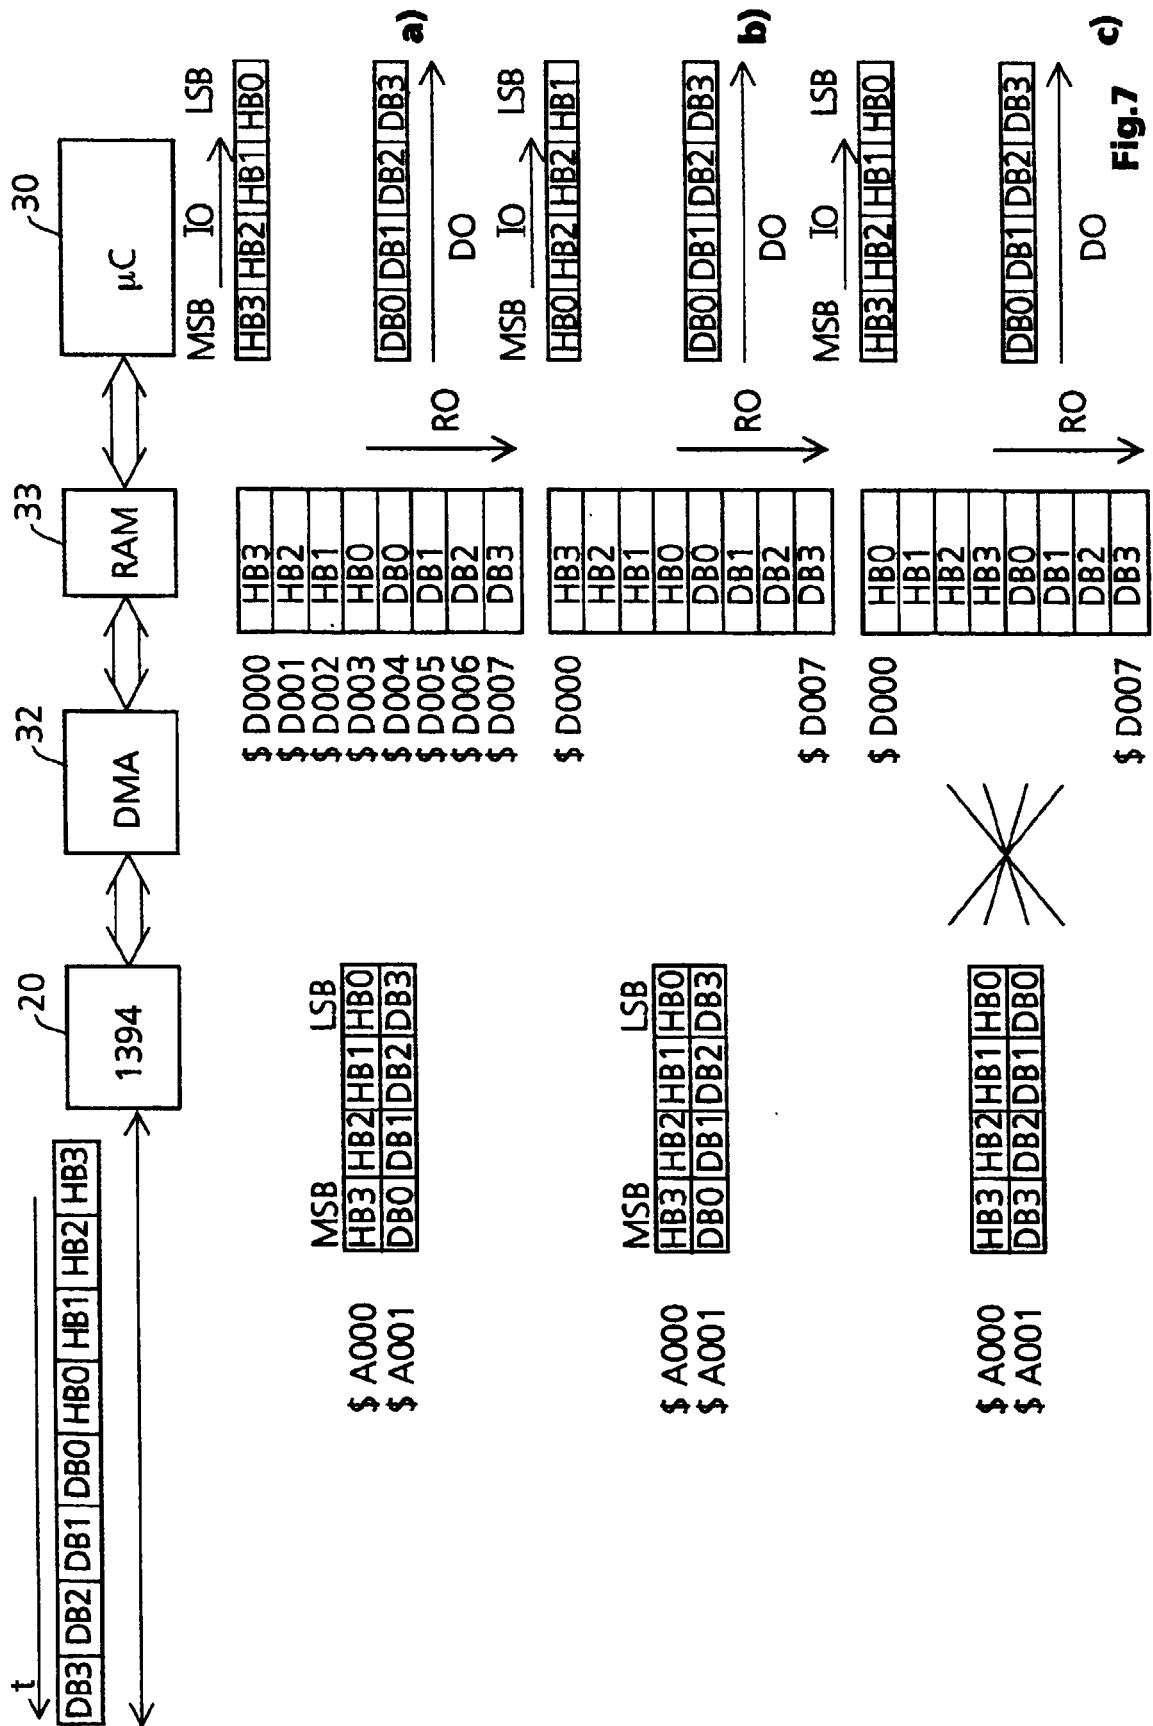 t
20
32
33
30
DB3 DB2 DB1 DB0 HB0 HB1 HB2 HB3
1394
DMA
RAM
µC
MSB IO LSB
HB3 HB2 HB1 HB0
$ D000 HB3
$ D001 HB2
$ D002 HB1
$ D003 HB0
$ D004 DB0
$ D005 DB1
$ D006 DB2
$ D007 DB3
MSB LSB
$ A000 HB3 HB2 HB1 HB0
$ A001 DB0 DB1 DB2 DB3
RO
DB0 DB1 DB2 DB3
DO
a)
MSB IO LSB
HB0 HB2 HB2 HB1
$ D000 HB3
HB2
HB1
HB0
DB0
DB1
DB2
$ D007 DB3
MSB LSB
$ A000 HB3 HB2 HB1 HB0
$ A001 DB0 DB1 DB2 DB3
RO
DB0 DB1 DB2 DB3
DO
b)
MSB IO LSB
HB3 HB2 HB1 HB0
$ D000 HB0
HB1
HB2
HB3
DB0
DB1
DB2
$ D007 DB3
$ A000 HB3 HB2 HB1 HB0
$ A001 DB3 DB2 DB1 DB0
RO
DB0 DB1 DB2 DB3
DO
c)
Fig.7